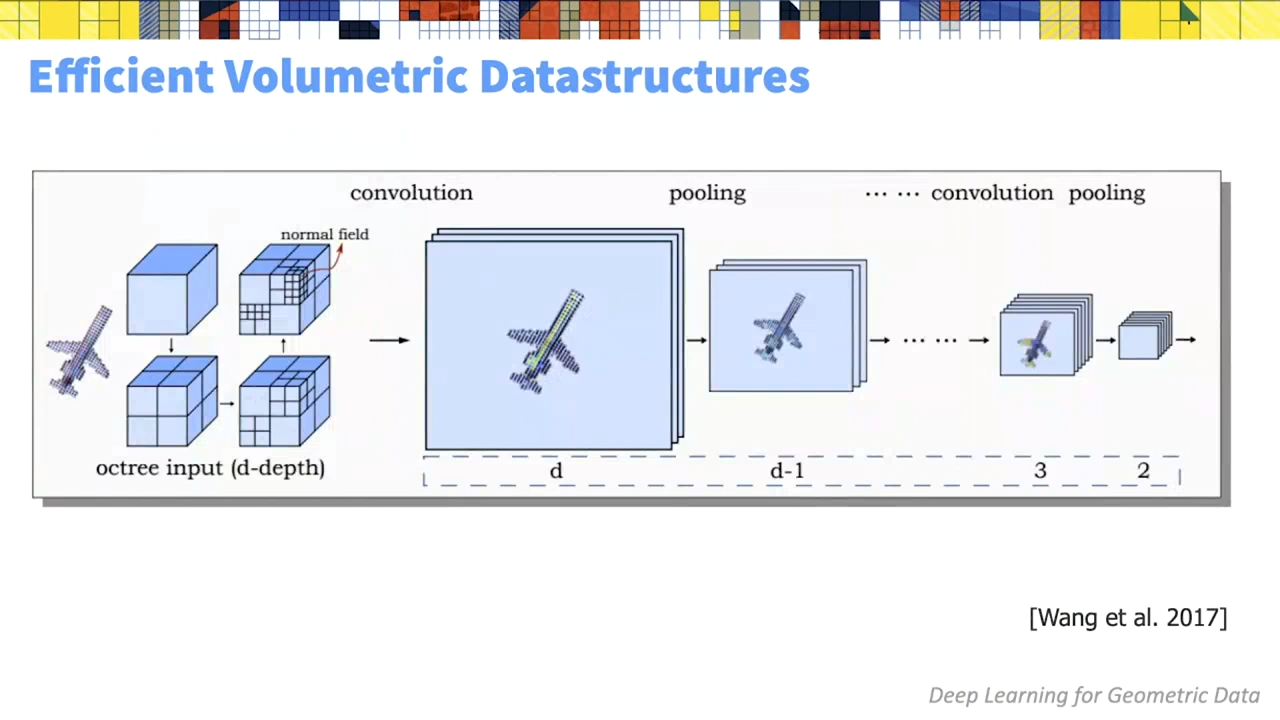 Efficient Volumetric Datastructures
convolution pooling ··· ··· convolution pooling
normal field
··· ···
octree input (d-depth)
d d-1 3 2
[Wang et al. 2017]
Deep Learning for Geometric Data